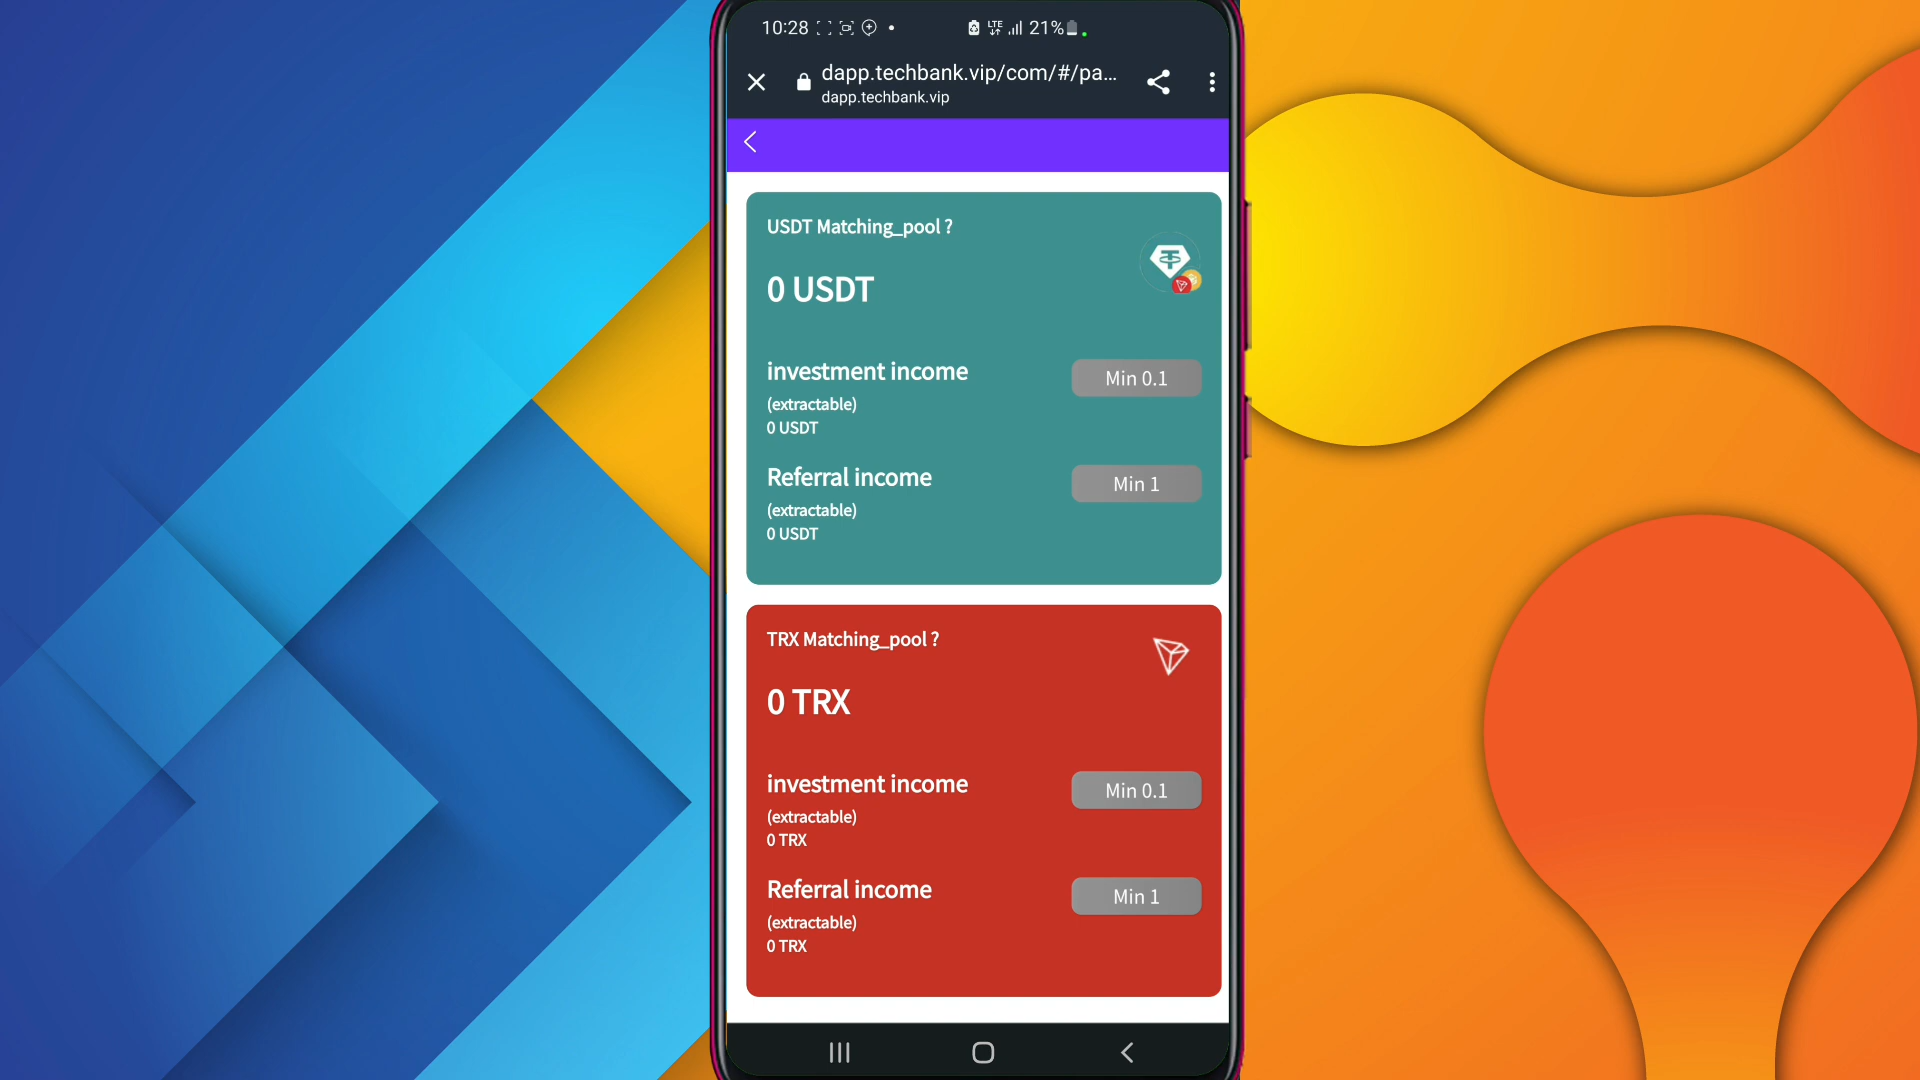 10:28
LTE
21%
dapp.techbank.vip/com/#/pa...
dapp.techbank.vip
USDT Matching_pool ?
0 USDT
investment income
Min 0.1
(extractable)
0 USDT
Referral income
Min 1
(extractable)
0 USDT
TRX Matching_pool ?
0 TRX
investment income
Min 0.1
(extractable)
0 TRX
Referral income
Min 1
(extractable)
0 TRX